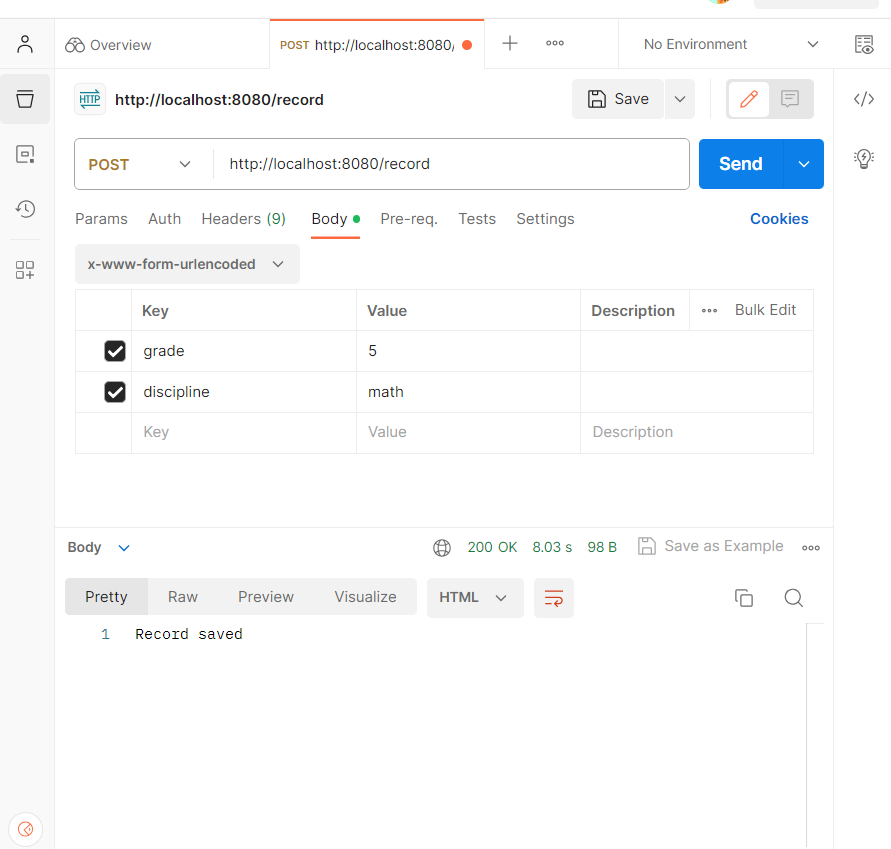 Overview
POST http://localhost:8080/
No Environment
HTTP http://localhost:8080/record
Save
POST http://localhost:8080/record
Send
Params Auth Headers (9) Body Pre-req. Tests Settings Cookies
x-www-form-urlencoded
Key Value Description Bulk Edit
grade 5
discipline math
Key Value Description
Body 200 OK 8.03 s 98 B Save as Example
Pretty Raw Preview Visualize HTML
1 Record saved